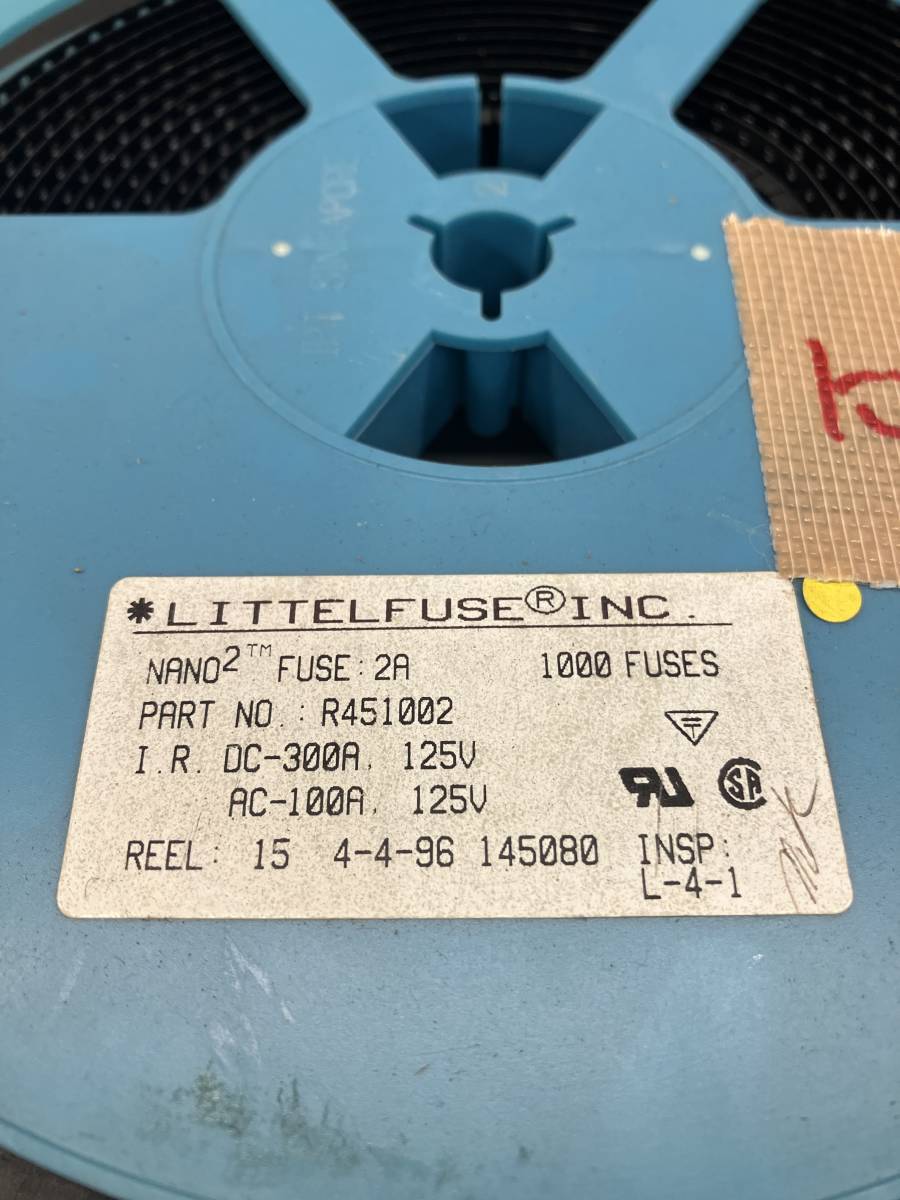 *LITTELFUSE®INC.
NANO2™ FUSE: 2A 1000 FUSES
PART NO.: R451002
I.R. DC-300A, 125V
AC-100A, 125V
REEL: 15 4-4-96 145080 INSP:
L-4-1